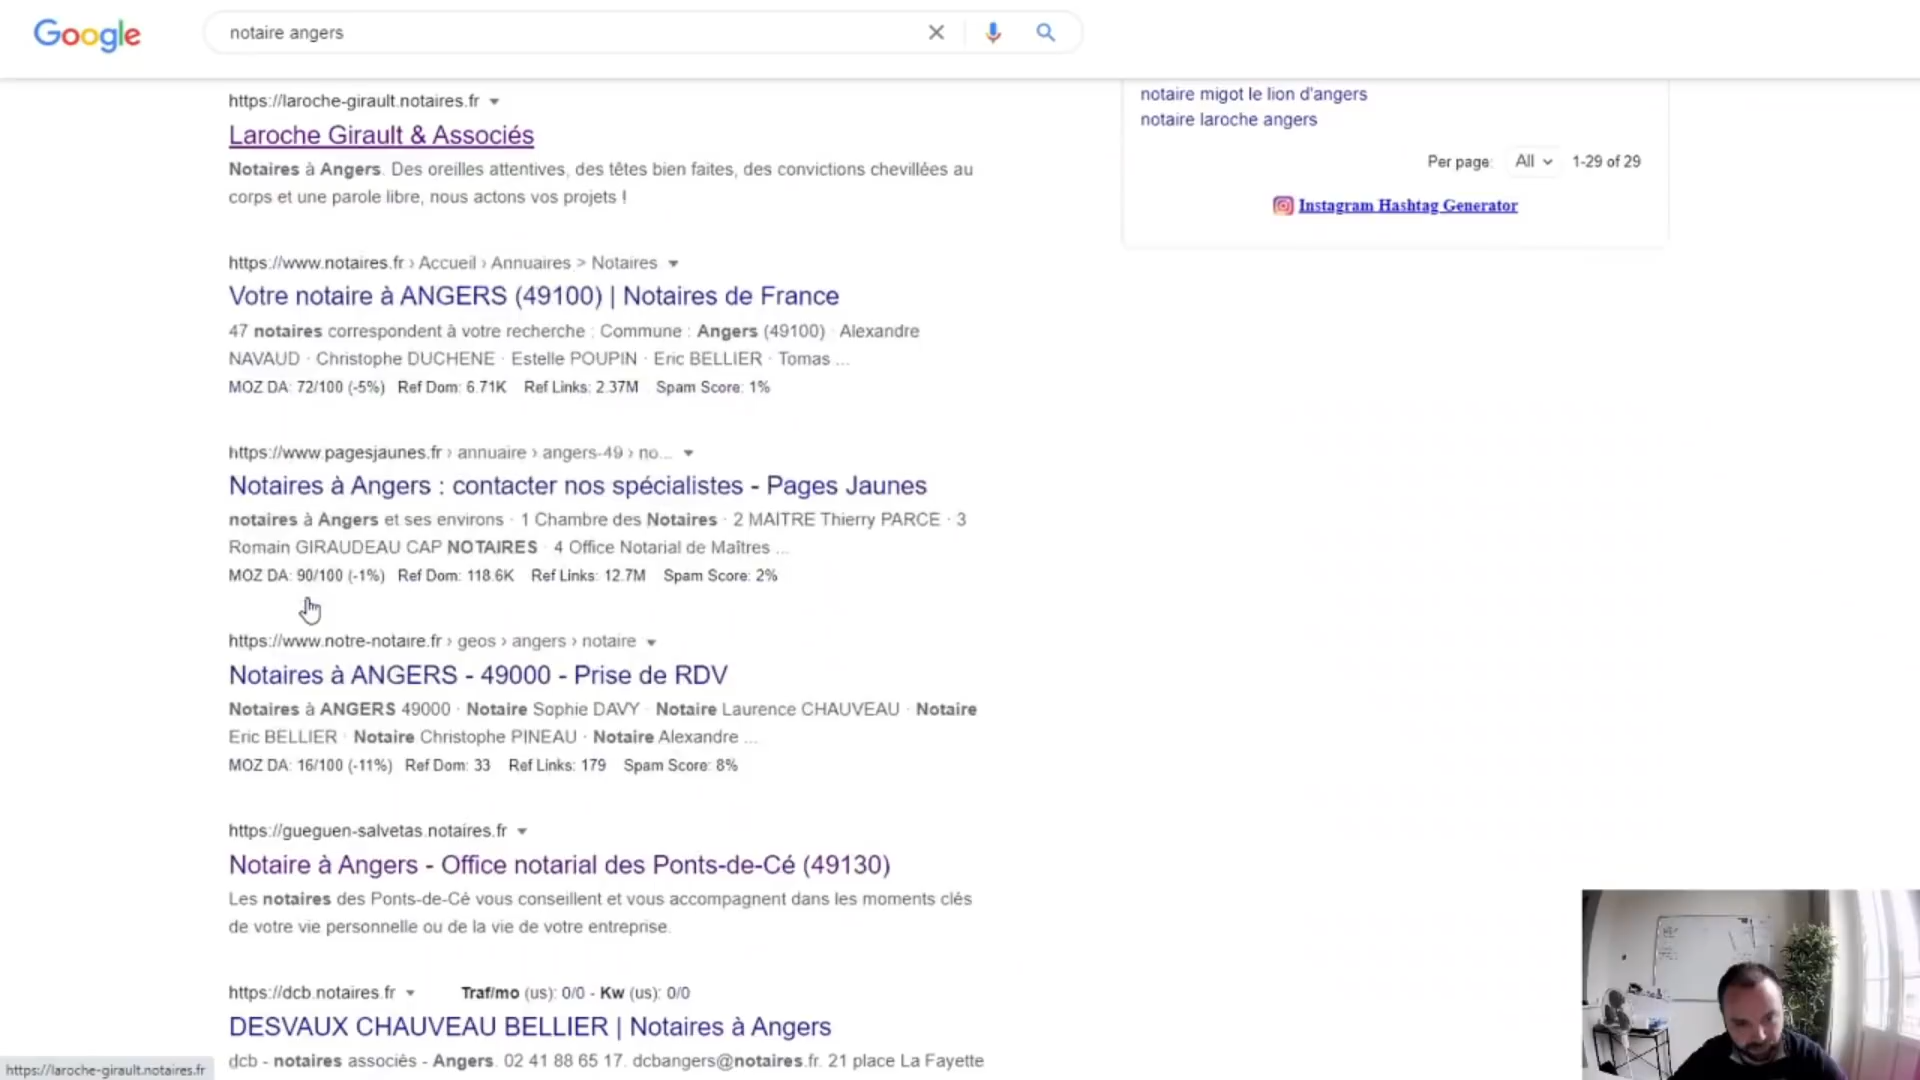 Google
notaire angers
https://laroche-girault.notaires.fr
Laroche Girault & Associés
Notaires à Angers. Des oreilles attentives, des têtes bien faites, des convictions chevillées au
corps et une parole libre, nous actons vos projets !
https://www.notaires.fr › Accueil › Annuaires > Notaires
Votre notaire à ANGERS (49100) | Notaires de France
47 notaires correspondent à votre recherche : Commune : Angers (49100) · Alexandre
NAVAUD · Christophe DUCHENE · Estelle POUPIN · Eric BELLIER · Tomas ...
MOZ DA: 72/100 (-5%) Ref Dom: 6.71K Ref Links: 2.37M Spam Score: 1%
https://www.pagesjaunes.fr › annuaire › angers-49 › no...
Notaires à Angers : contacter nos spécialistes - Pages Jaunes
notaires à Angers et ses environs · 1 Chambre des Notaires · 2 MAITRE Thierry PARCE · 3
Romain GIRAUDEAU CAP NOTAIRES · 4 Office Notarial de Maîtres ...
MOZ DA: 90/100 (-1%) Ref Dom: 118.6K Ref Links: 12.7M Spam Score: 2%
https://www.notre-notaire.fr › geos › angers › notaire
Notaires à ANGERS - 49000 - Prise de RDV
Notaires à ANGERS 49000 · Notaire Sophie DAVY · Notaire Laurence CHAUVEAU · Notaire
Eric BELLIER · Notaire Christophe PINEAU · Notaire Alexandre ...
MOZ DA: 16/100 (-11%) Ref Dom: 33 Ref Links: 179 Spam Score: 8%
https://gueguen-salvetas.notaires.fr
Notaire à Angers - Office notarial des Ponts-de-Cé (49130)
Les notaires des Ponts-de-Cé vous conseillent et vous accompagnent dans les moments clés
de votre vie personnelle ou de la vie de votre entreprise.
https://dcb.notaires.fr Traf/mo (us): 0/0 - Kw (us): 0/0
DESVAUX CHAUVEAU BELLIER | Notaires à Angers
dcb - notaires associés - Angers. 02 41 88 65 17. dcbangers@notaires.fr. 21 place La Fayette
https://laroche-girault.notaires.fr
notaire migot le lion d'angers
notaire laroche angers
Per page: All 1-29 of 29
Instagram Hashtag Generator